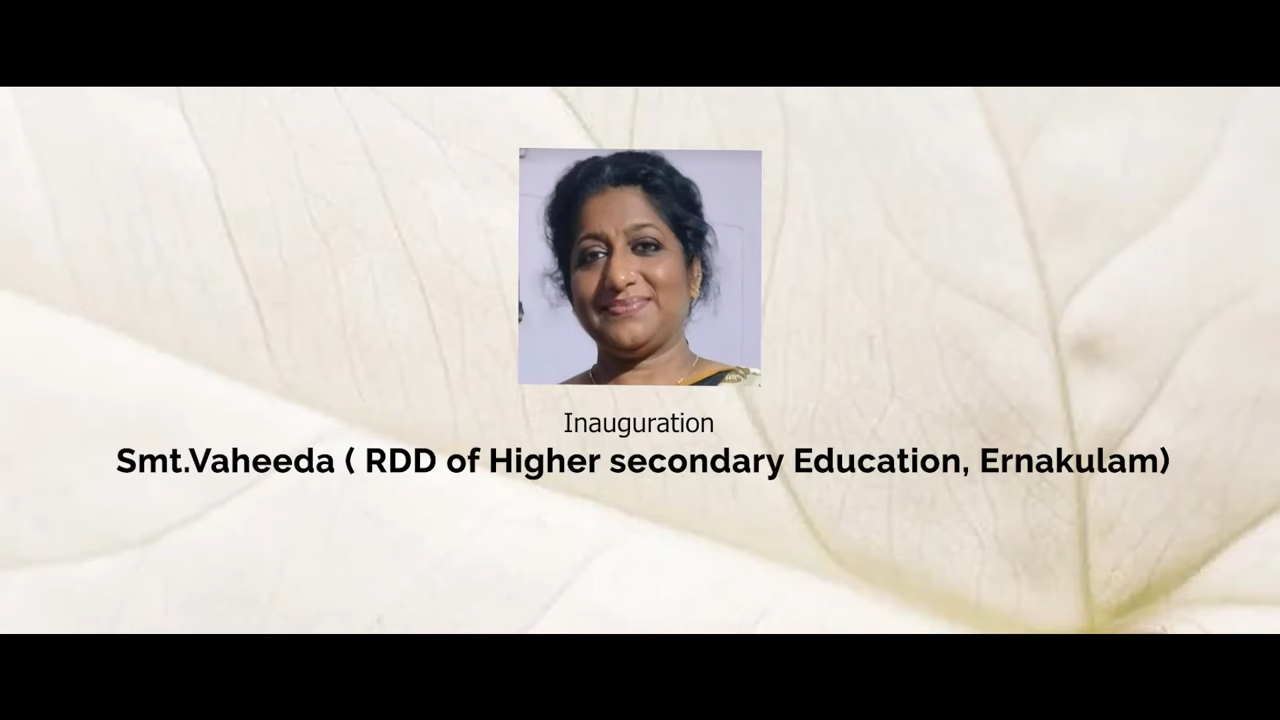 Inauguration
Smt.Vaheeda ( RDD of Higher secondary Education, Ernakulam)